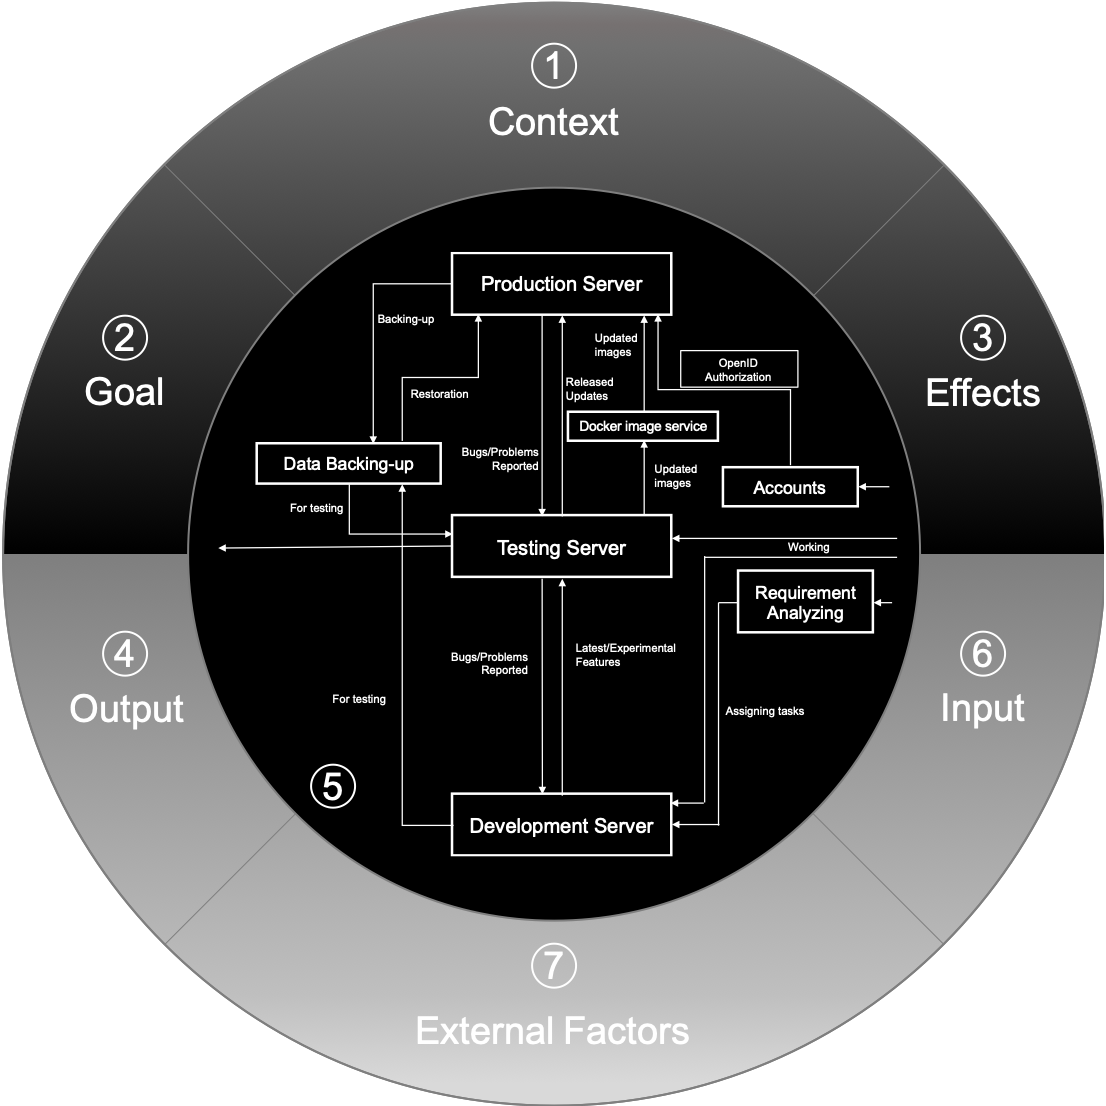 ①
Context
②
Goal
③
Effects
Production Server
Backing-up
Updated
images
OpenID
Authorization
Restoration
Released
Updates
Docker image service
Bugs/Problems
Reported
Data Backing-up
Updated
images
Accounts
For testing
Testing Server
Working
Requirement
Analyzing
Bugs/Problems
Reported
Latest/Experimental
Features
④
Output
⑥
Input
For testing
Assigning tasks
⑤
Development Server
⑦
External Factors